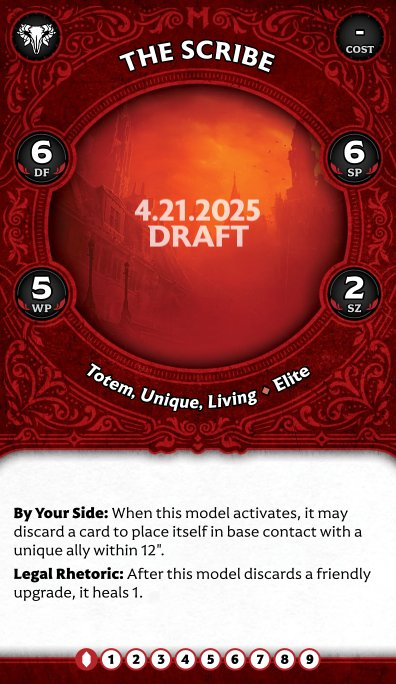 -
COST
THE SCRIBE
6
DF
6
SP
4.21.2025
DRAFT
5
WP
2
SZ
Totem, Unique, Living ♦ Elite
By Your Side: When this model activates, it may
discard a card to place itself in base contact with a
unique ally within 12".
Legal Rhetoric: After this model discards a friendly
upgrade, it heals 1.
1 2 3 4 5 6 7 8 9